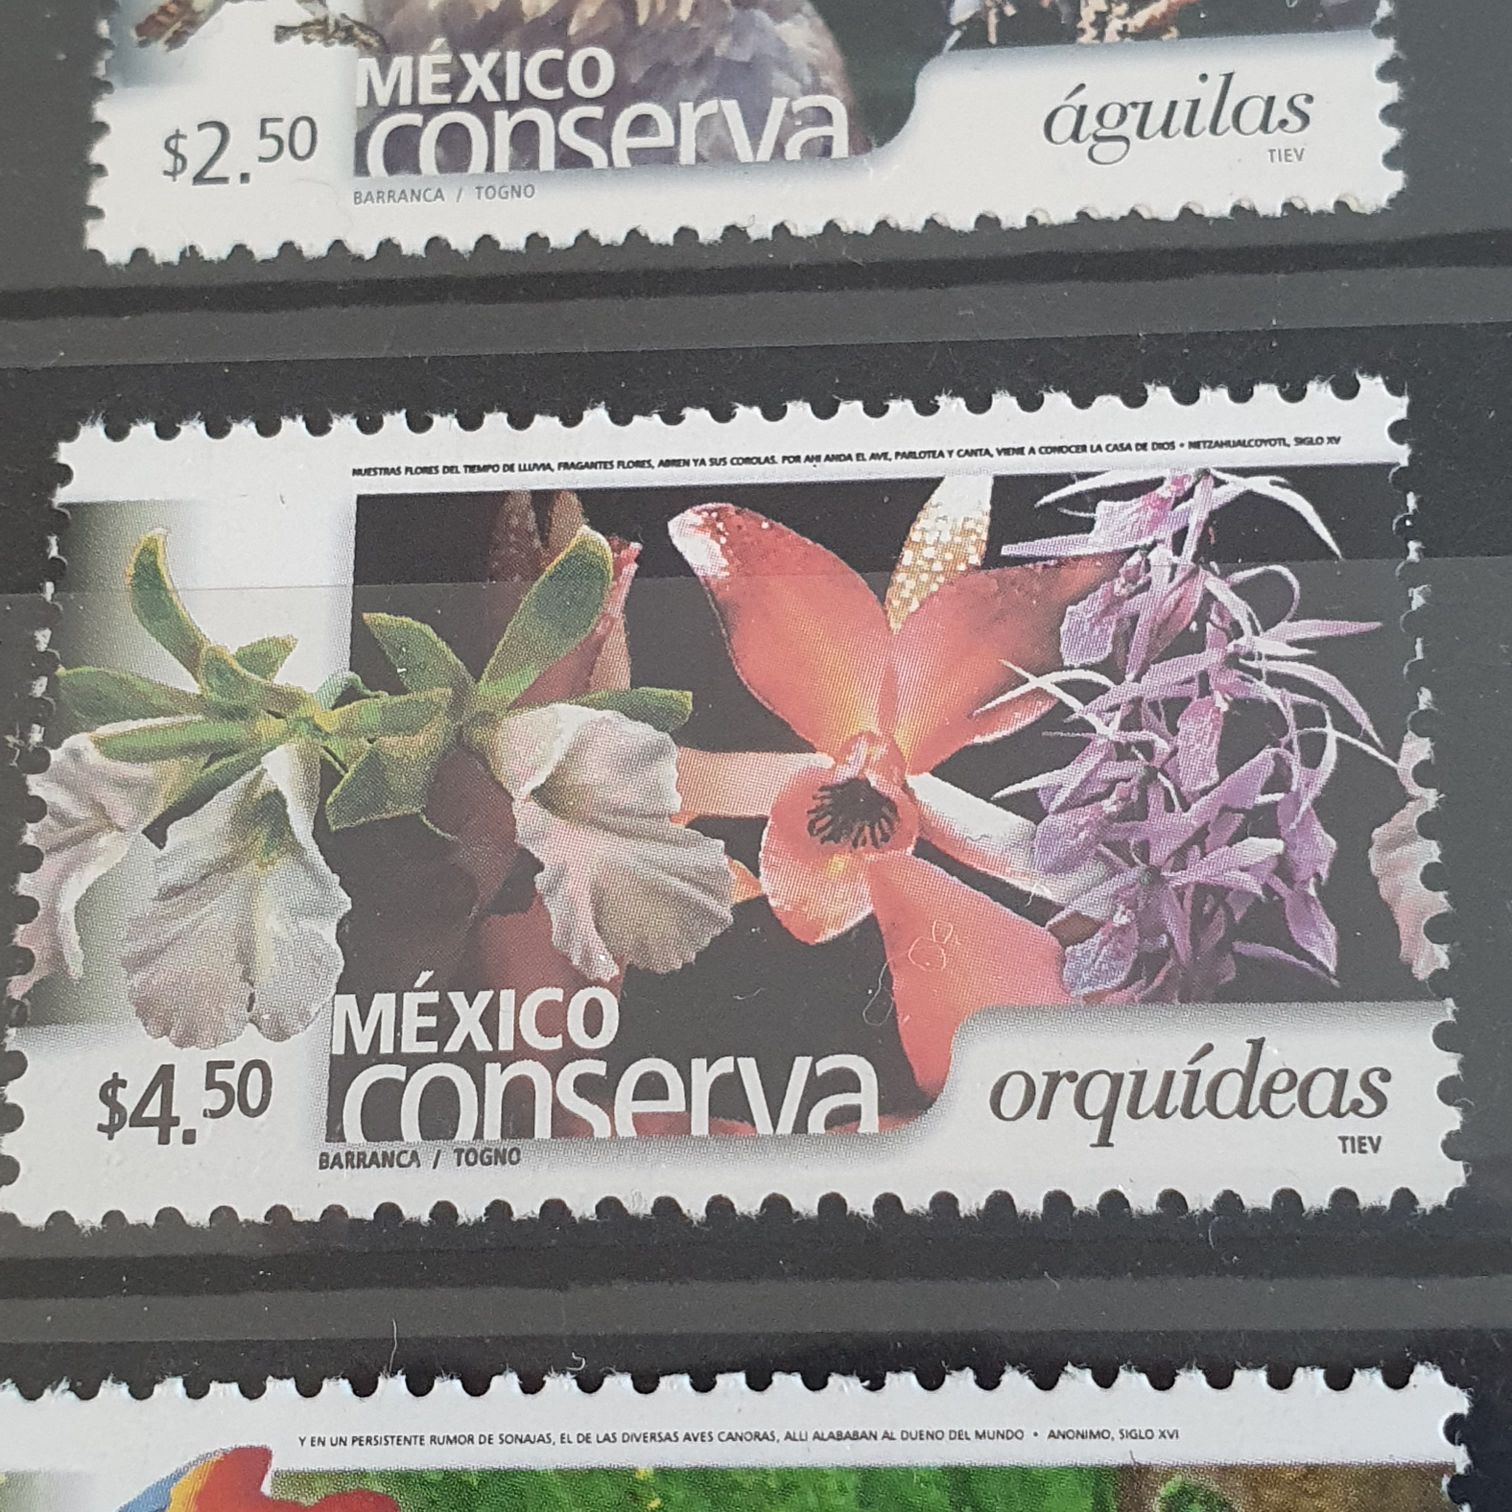 MÉXICO
conserva
$2.50
águilas
TIEV
BARRANCA / TOGNO
NUESTRAS FLORES DEL TIEMPO DE LLUVIA, FRAGANTES FLORES, ABREN YA SUS COROLAS. POR AHI ANDA EL AVE, PARLOTEA Y CANTA, VIENE A CONOCER LA CASA DE DIOS • NETZAHUALCOYOTL, SIGLO XV
MÉXICO
conserva
$4.50
orquídeas
TIEV
BARRANCA / TOGNO
Y EN UN PERSISTENTE RUMOR DE SONAJAS, EL DE LAS DIVERSAS AVES CANORAS, ALLI ALABABAN AL DUENO DEL MUNDO • ANONIMO, SIGLO XVI